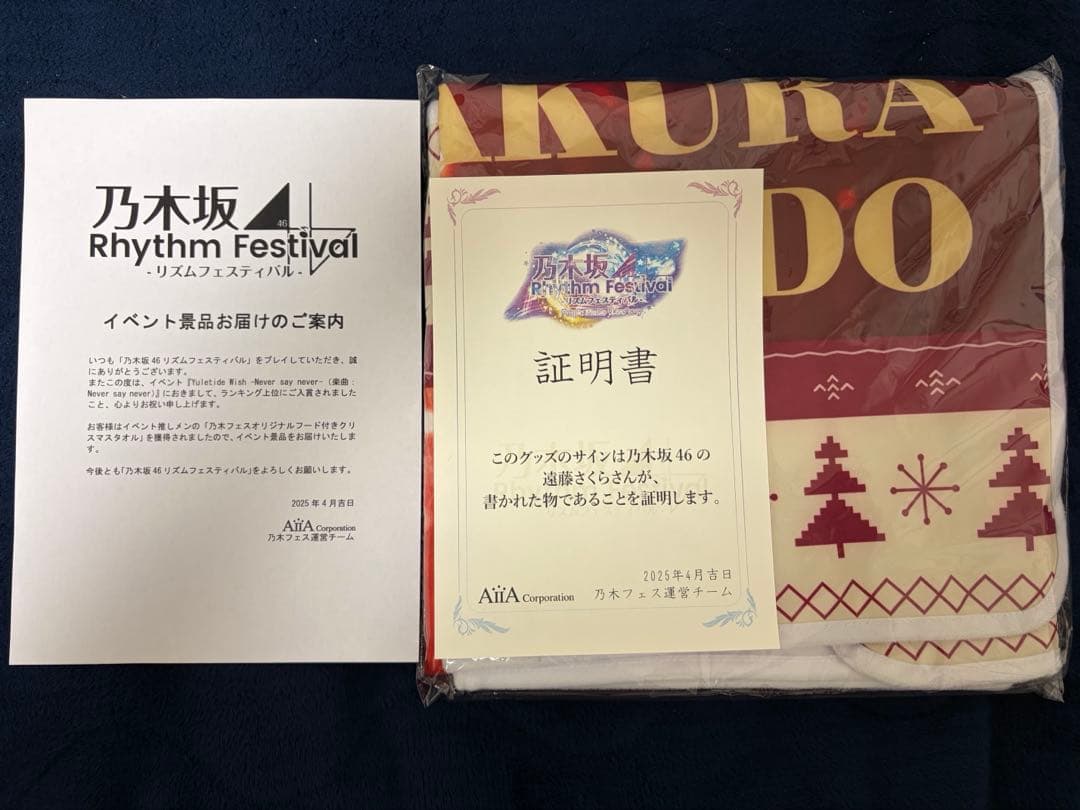 乃木坂46
Rhythm Festival
- リズムフェスティバル -
イベント景品お届けのご案内
いつも「乃木坂46リズムフェスティバル」をプレイしていただき、誠
にありがとうございます。
またこの度は、イベント『Yuletide Wish -Never say never-（楽曲：
Never say never)』におきまして、ランキング上位にご入賞されました
こと、心よりお祝い申し上げます。
お客様はイベント推しメンの「乃木フェスオリジナルフード付きクリ
スマスタオル」を獲得されましたので、イベント景品をお届けいたしま
す。
今後とも「乃木坂46リズムフェスティバル」をよろしくお願いします。
2025年4月吉日
AiiA Corporation
乃木フェス運営チーム
AKURA
DO
乃木坂
Rhythm Festival
- リズムフェスティバル -
証明書
このグッズのサインは乃木坂46の
遠藤さくらさんが、
書かれた物であることを証明します。
2025年4月吉日
AiiA Corporation
乃木フェス運営チーム